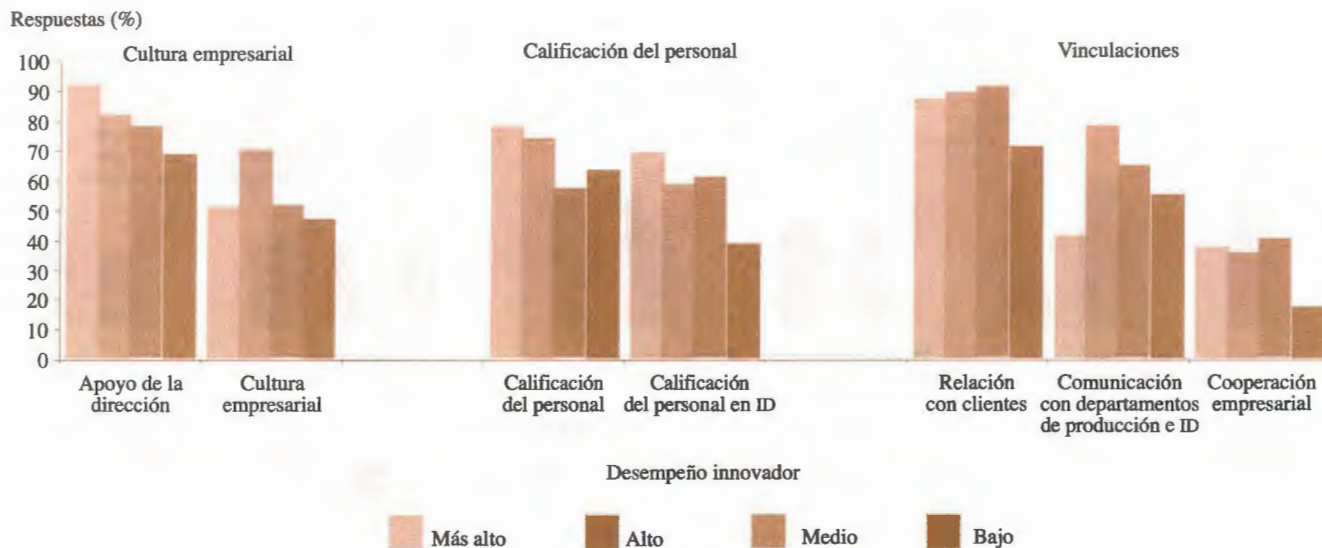 Respuestas (%)
Cultura empresarial
Calificación del personal
Vinculaciones
100
90
80
70
60
50
40
30
20
10
0
Apoyo de la
dirección
Cultura
empresarial
Calificación
del personal
Calificación
del personal en ID
Relación
con clientes
Comunicación
con departamentos
de producción e ID
Cooperación
empresarial
Desempeño innovador
Más alto
Alto
Medio
Bajo